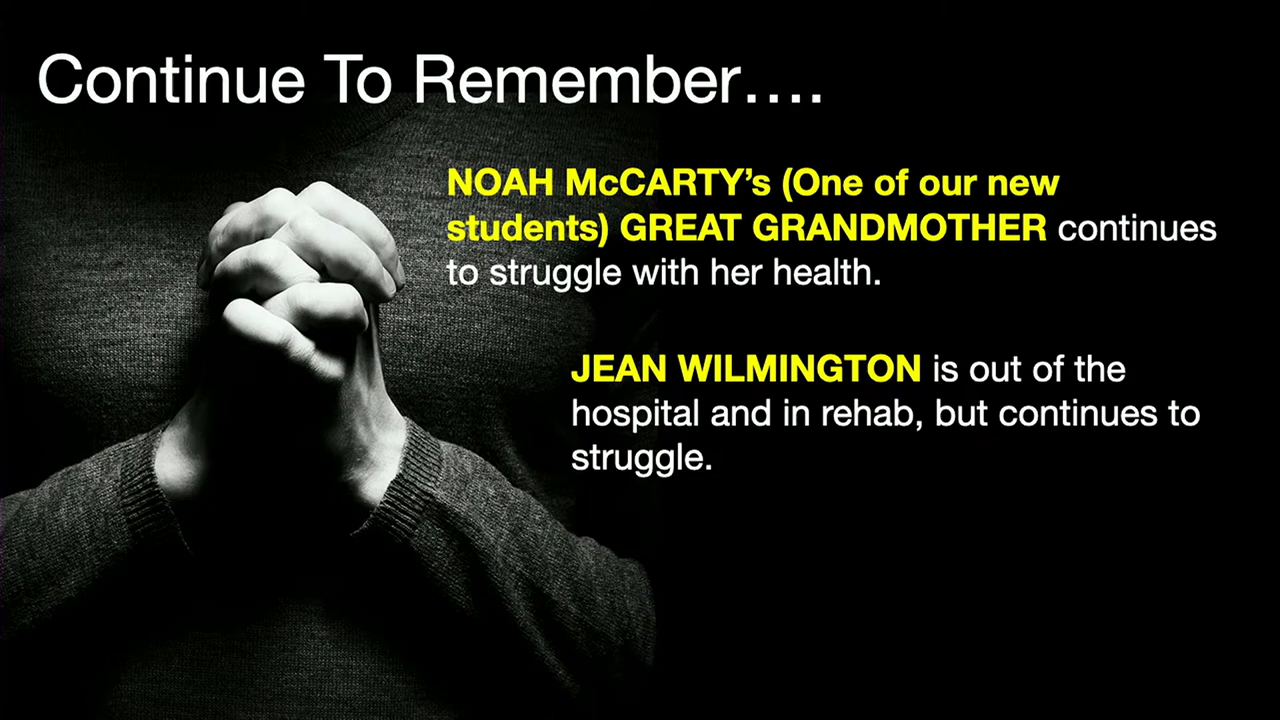 Continue To Remember….
NOAH McCARTY’s (One of our new
students) GREAT GRANDMOTHER continues
to struggle with her health.
JEAN WILMINGTON is out of the
hospital and in rehab, but continues to
struggle.